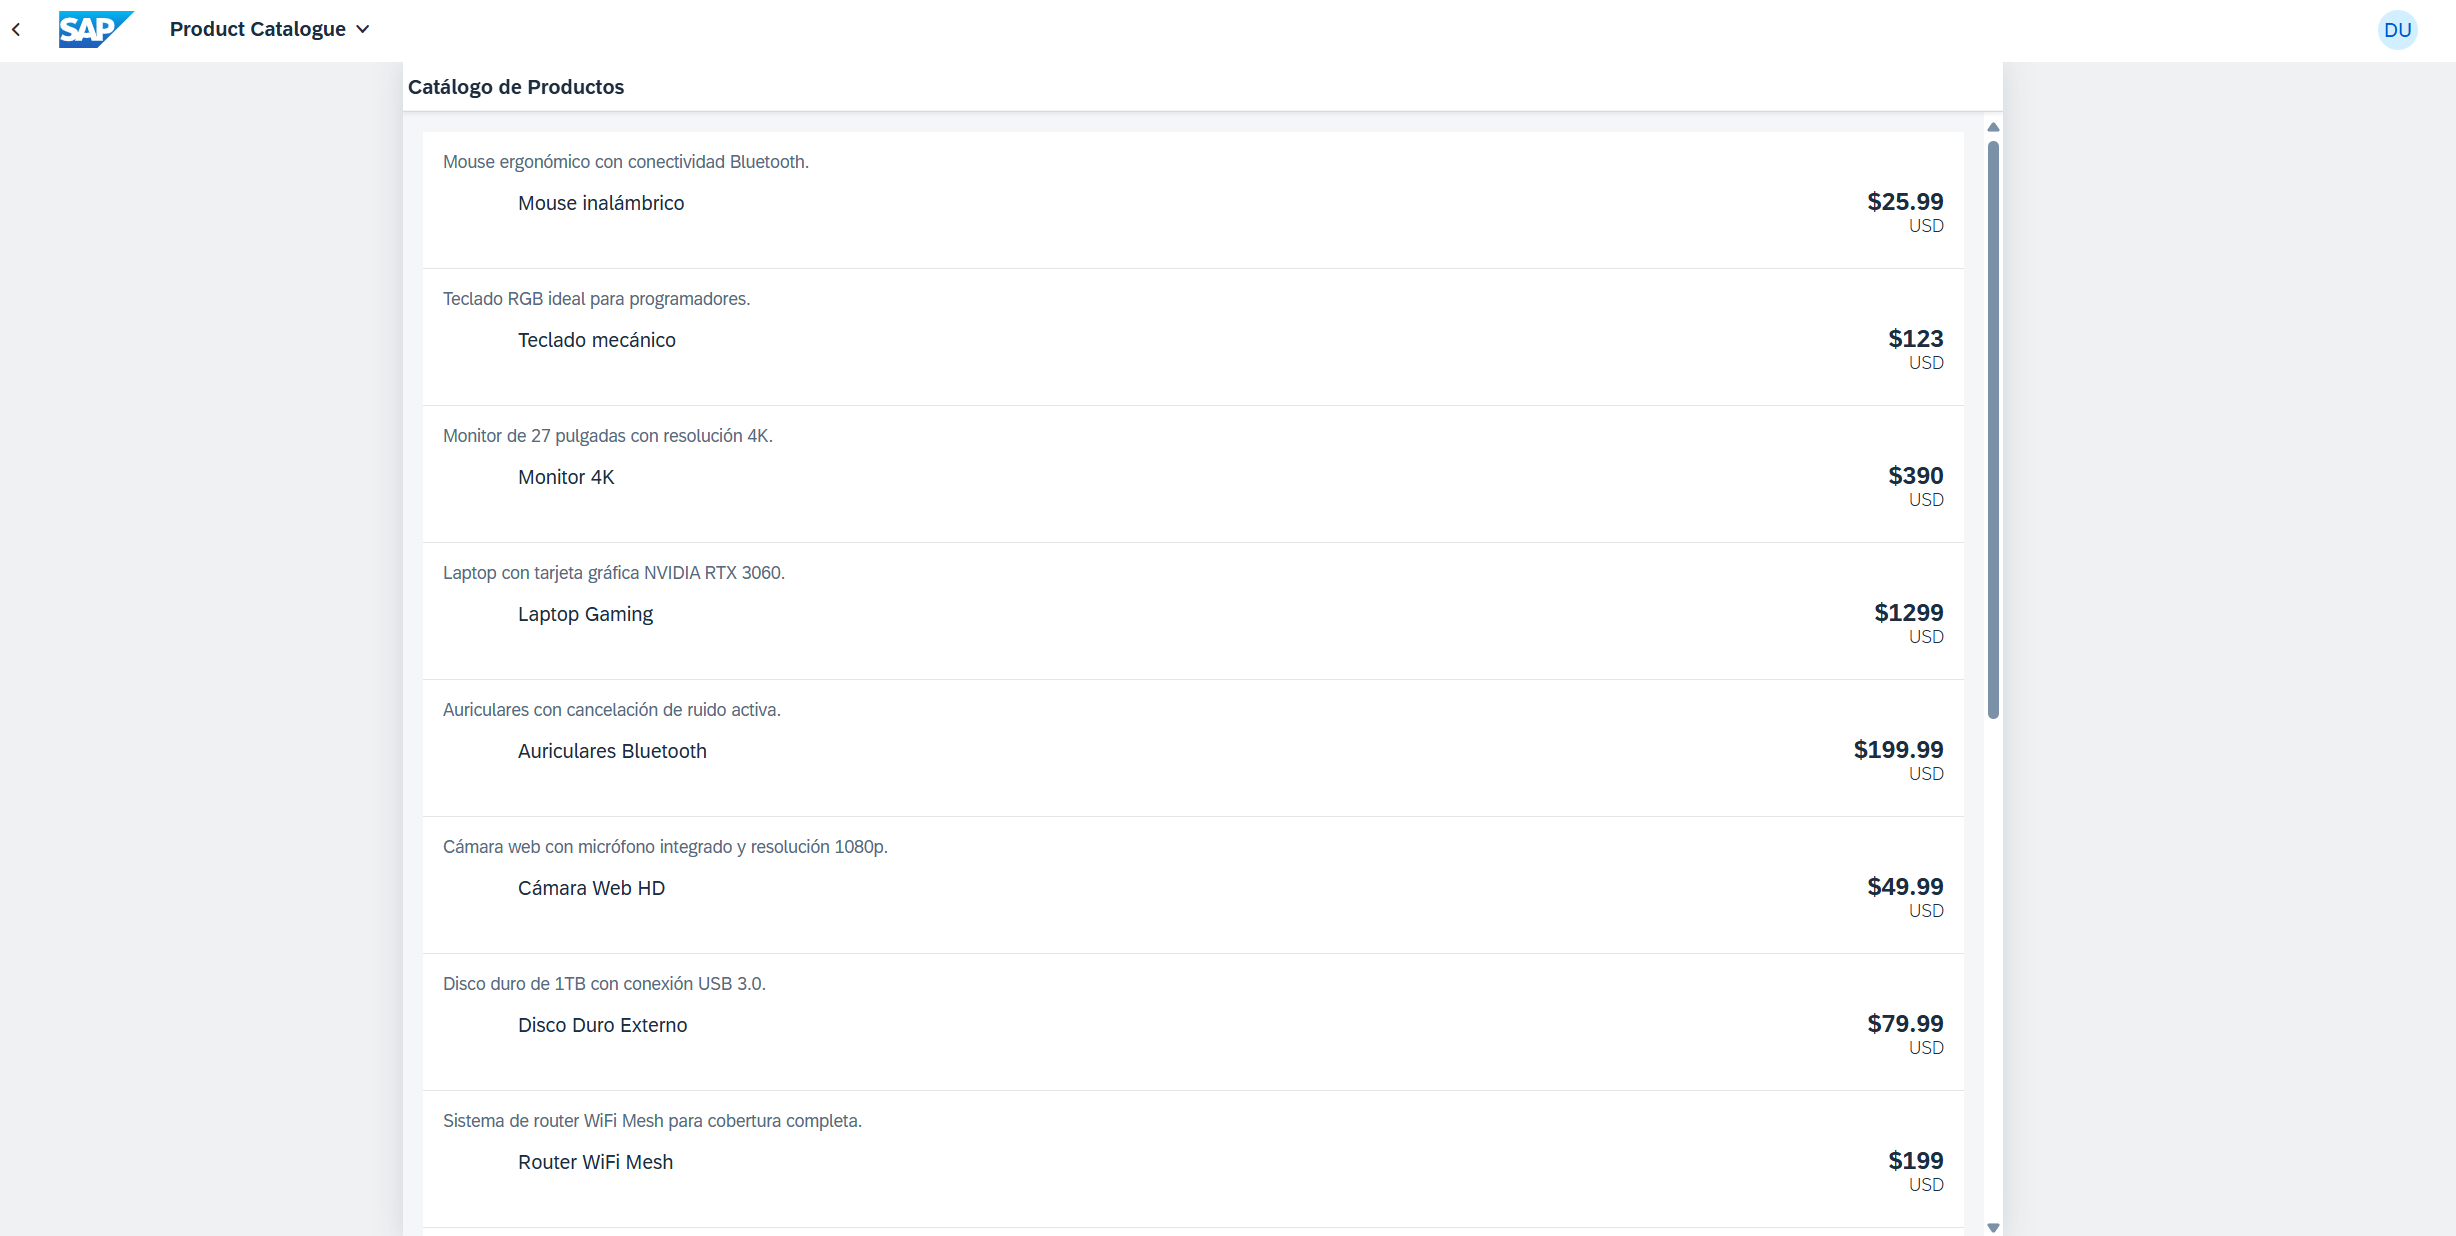 SAP Product Catalogue DU
Catálogo de Productos
Mouse ergonómico con conectividad Bluetooth.
Mouse inalámbrico $25.99
USD
Teclado RGB ideal para programadores.
Teclado mecánico $123
USD
Monitor de 27 pulgadas con resolución 4K.
Monitor 4K $390
USD
Laptop con tarjeta gráfica NVIDIA RTX 3060.
Laptop Gaming $1299
USD
Auriculares con cancelación de ruido activa.
Auriculares Bluetooth $199.99
USD
Cámara web con micrófono integrado y resolución 1080p.
Cámara Web HD $49.99
USD
Disco duro de 1TB con conexión USB 3.0.
Disco Duro Externo $79.99
USD
Sistema de router WiFi Mesh para cobertura completa.
Router WiFi Mesh $199
USD